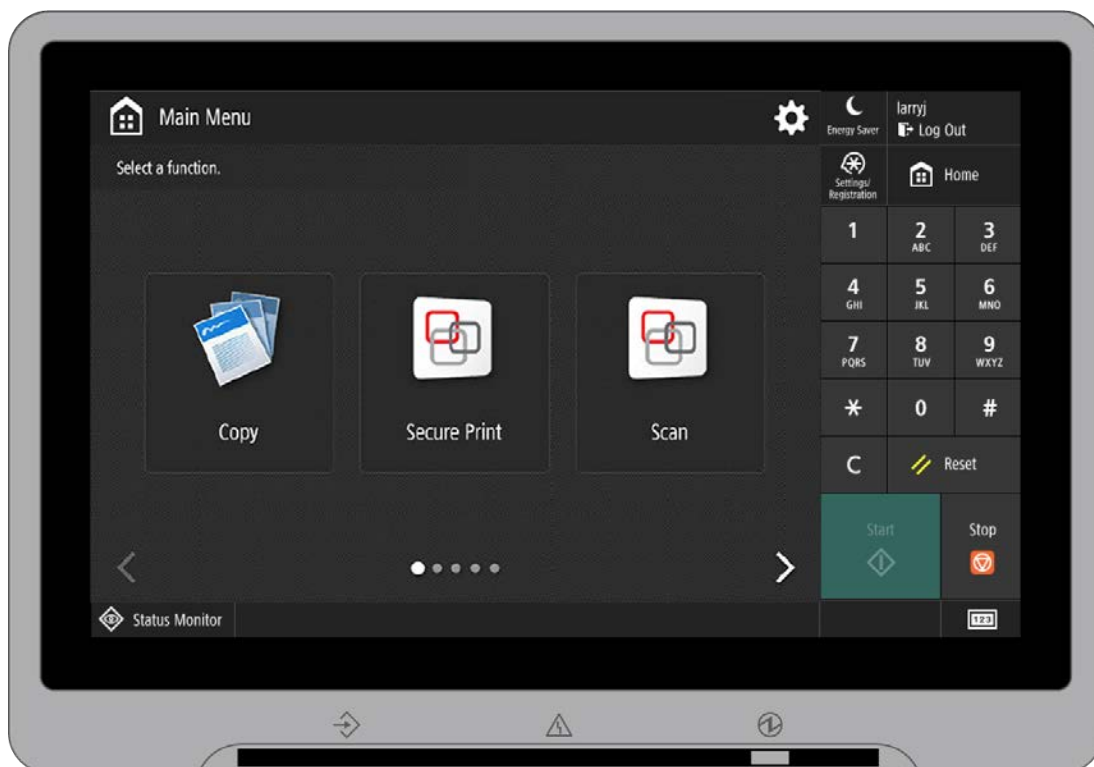 Main Menu
Select a function.
Copy
Secure Print
Scan
Status Monitor
Energy Saver
larryj
Log Out
Settings/
Registration
Home
1
2
ABC
3
DEF
4
GHI
5
JKL
6
MNO
7
PQRS
8
TUV
9
WXYZ
*
0
#
C
Reset
Start
Stop
123